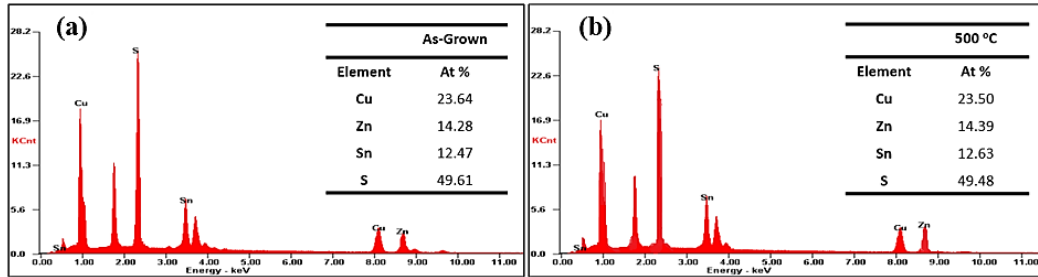 (a)
As-Grown
Element At %
Cu 23.64
Zn 14.28
Sn 12.47
S 49.61
28.2
22.6
16.9
KCnt
11.3
5.6
0.0
Cu
S
Sn
Sn
Cu
Zn
0.00 1.00 2.00 3.00 4.00 5.00 6.00 7.00 8.00 9.00 10.00 11.00
Energy - keV
(b)
500 °C
Element At %
Cu 23.50
Zn 14.39
Sn 12.63
S 49.48
28.2
22.6
16.9
KCnt
11.3
5.6
0.0
Cu
S
Sn
Sn
Cu
Zn
0.00 1.00 2.00 3.00 4.00 5.00 6.00 7.00 8.00 9.00 10.00 11.00
Energy - keV